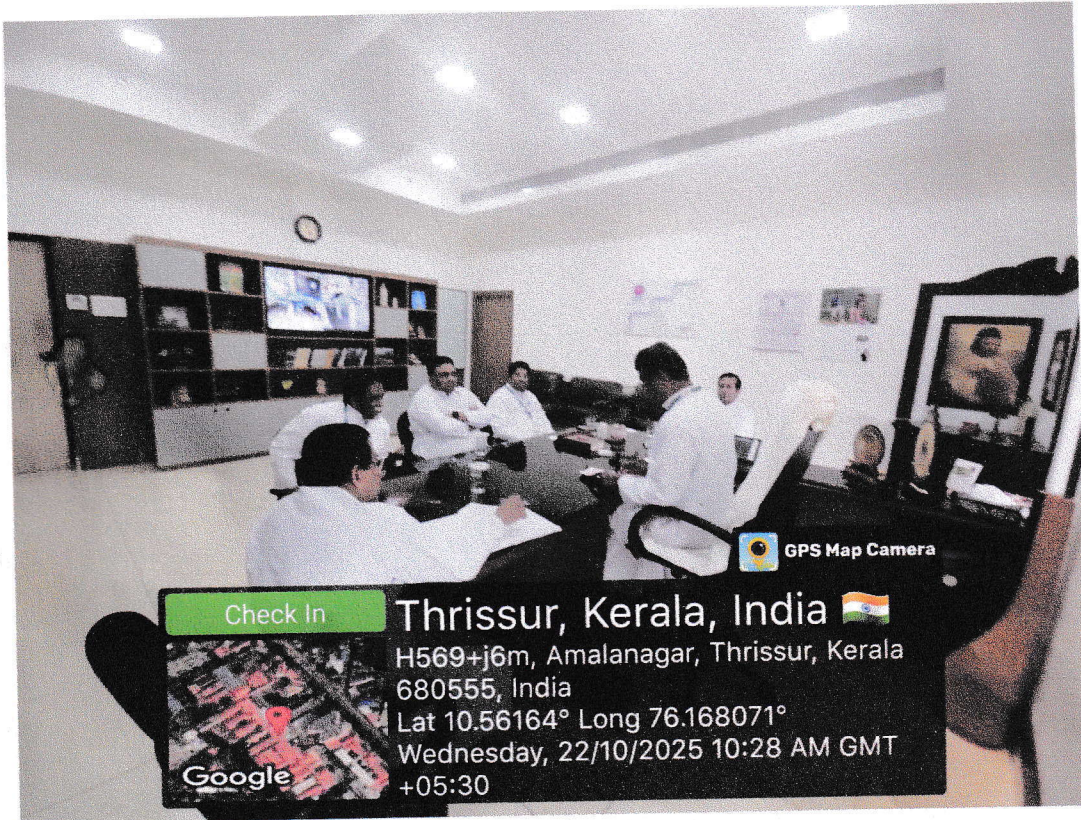 GPS Map Camera
Check In
Thrissur, Kerala, India
H569+j6m, Amalanagar, Thrissur, Kerala
680555, India
Lat 10.56164° Long 76.168071°
Wednesday, 22/10/2025 10:28 AM GMT
+05:30
Google